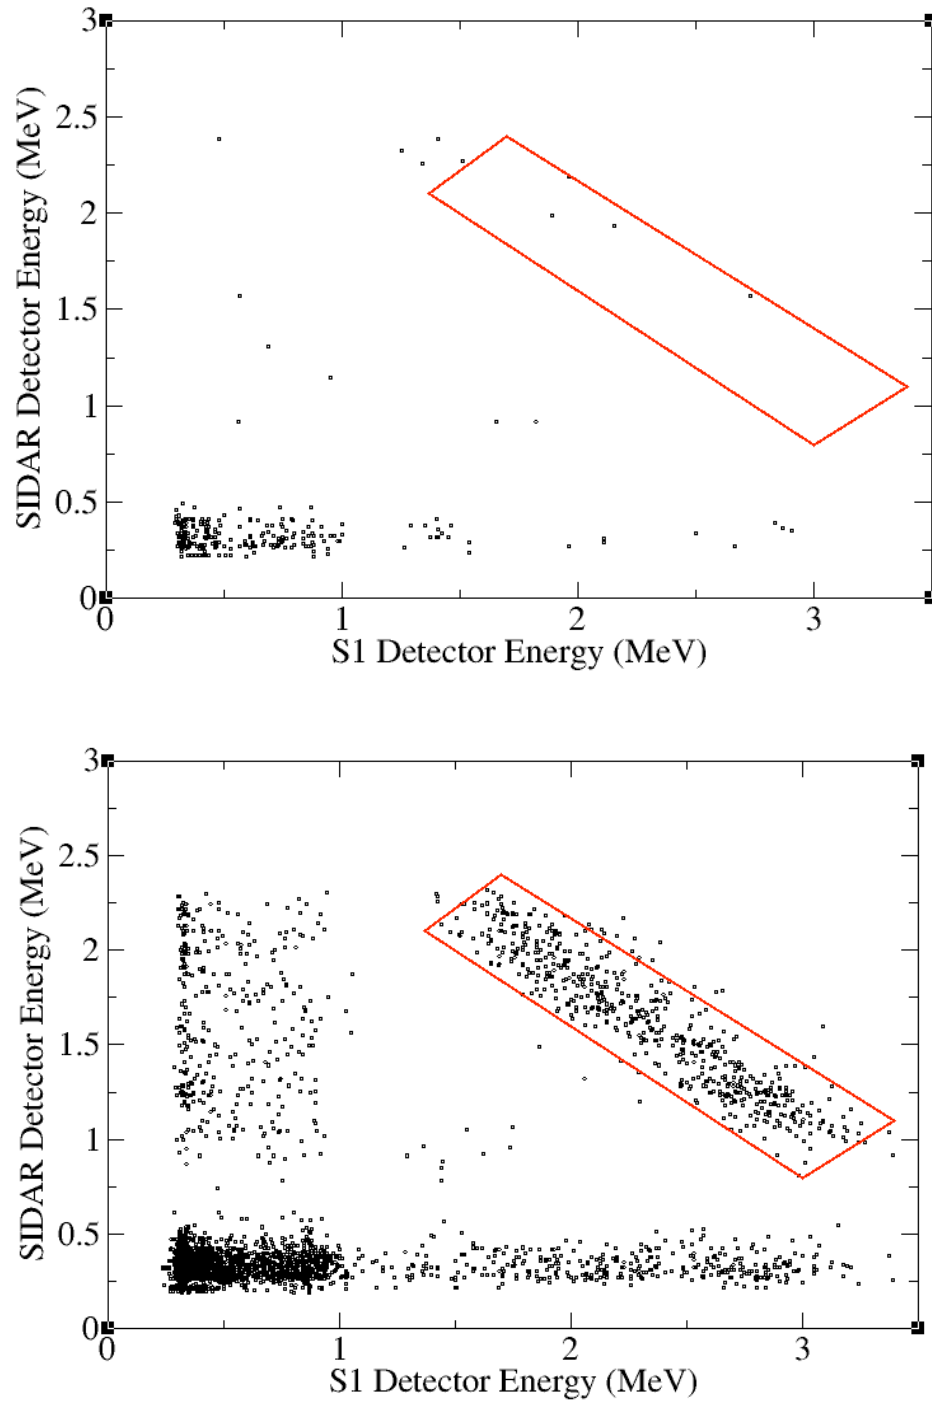 3
2.5
2
1.5
1
0.5
0
SIDAR Detector Energy (MeV)
0 1 2 3
S1 Detector Energy (MeV)
3
2.5
2
1.5
1
0.5
0
SIDAR Detector Energy (MeV)
0 1 2 3
S1 Detector Energy (MeV)